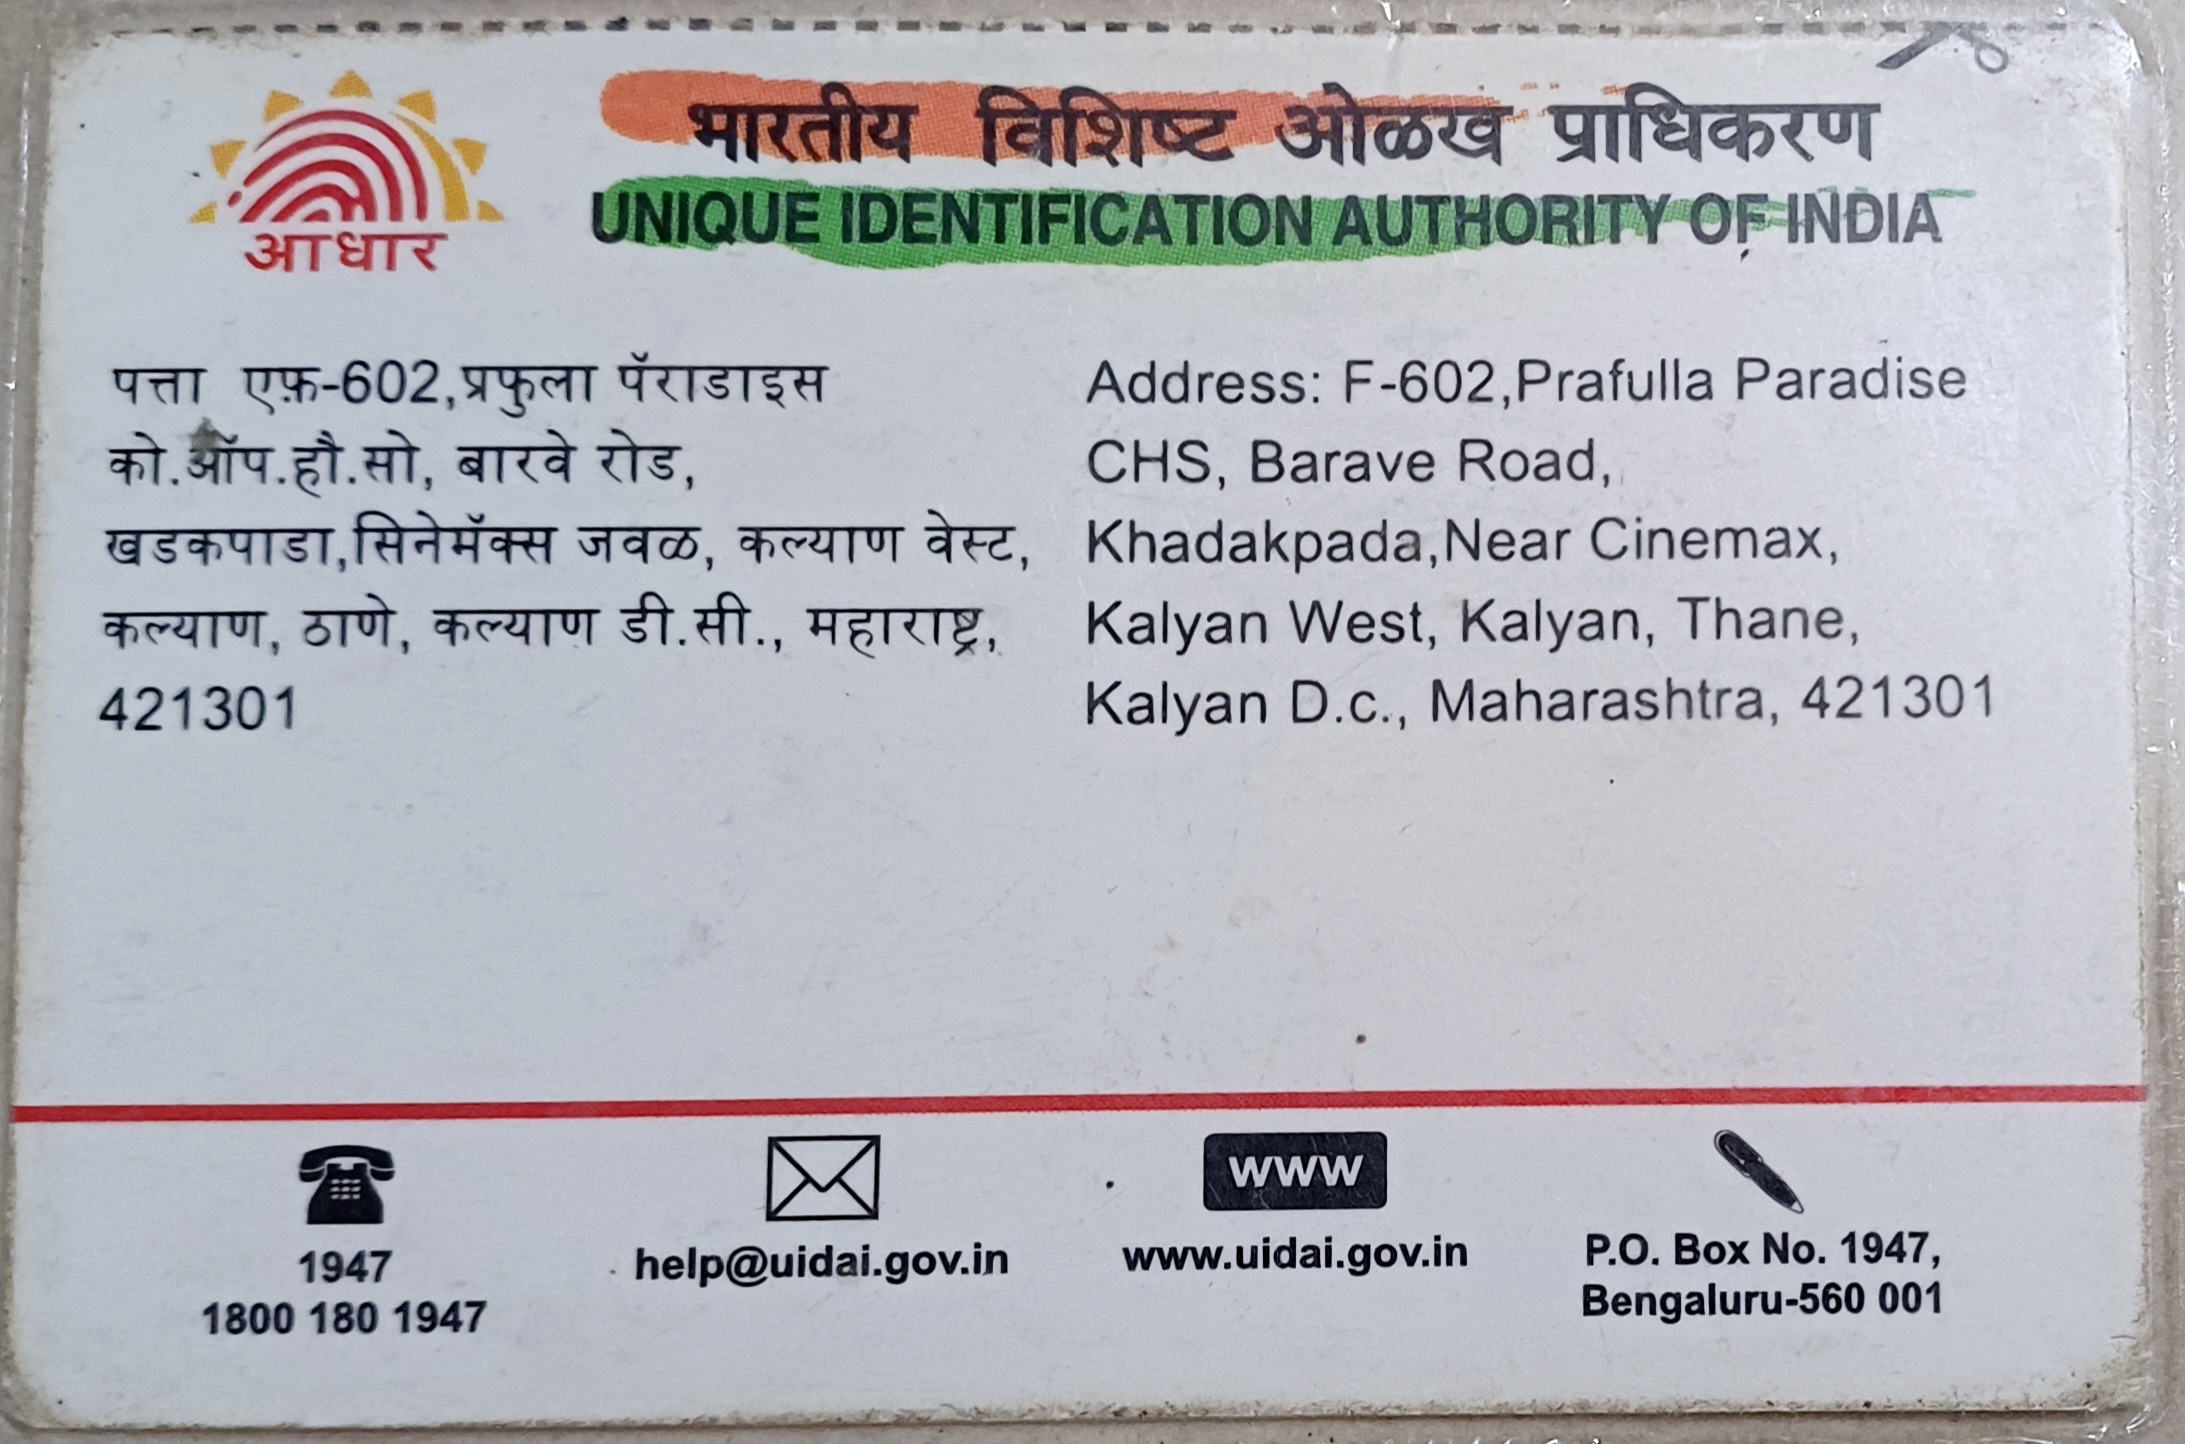 आधार
भारतीय विशिष्ट ओळख प्राधिकरण
UNIQUE IDENTIFICATION AUTHORITY OF INDIA
पत्ता एफ़-602,प्रफुला पॅराडाइस
को.ऑप.हौ.सो, बारवे रोड,
खडकपाडा,सिनेमॅक्स जवळ, कल्याण वेस्ट,
कल्याण, ठाणे, कल्याण डी.सी., महाराष्ट्र,
421301
Address: F-602,Prafulla Paradise
CHS, Barave Road,
Khadakpada,Near Cinemax,
Kalyan West, Kalyan, Thane,
Kalyan D.c., Maharashtra, 421301
1947
1800 180 1947
help@uidai.gov.in
www
www.uidai.gov.in
P.O. Box No. 1947,
Bengaluru-560 001